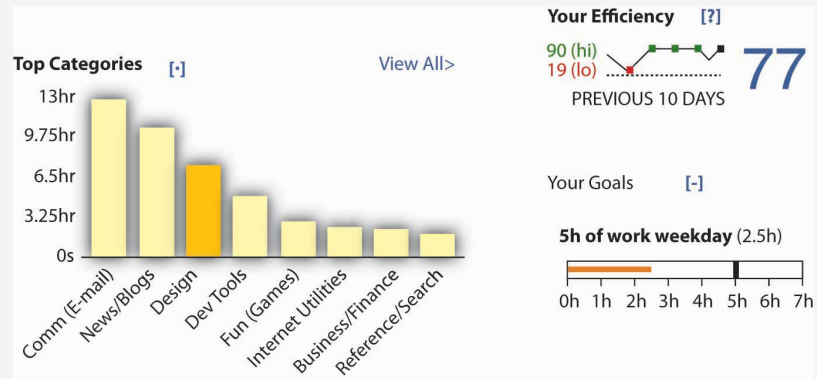 Top Categories [·] View All>
13hr
9.75hr
6.5hr
3.25hr
0s
Comm (E-mail)
News/Blogs
Design
Dev Tools
Fun (Games)
Internet Utilities
Business/Finance
Reference/Search
Your Efficiency [?]
90 (hi)
19 (lo)
77
PREVIOUS 10 DAYS
Your Goals [-]
5h of work weekday (2.5h)
0h 1h 2h 3h 4h 5h 6h 7h